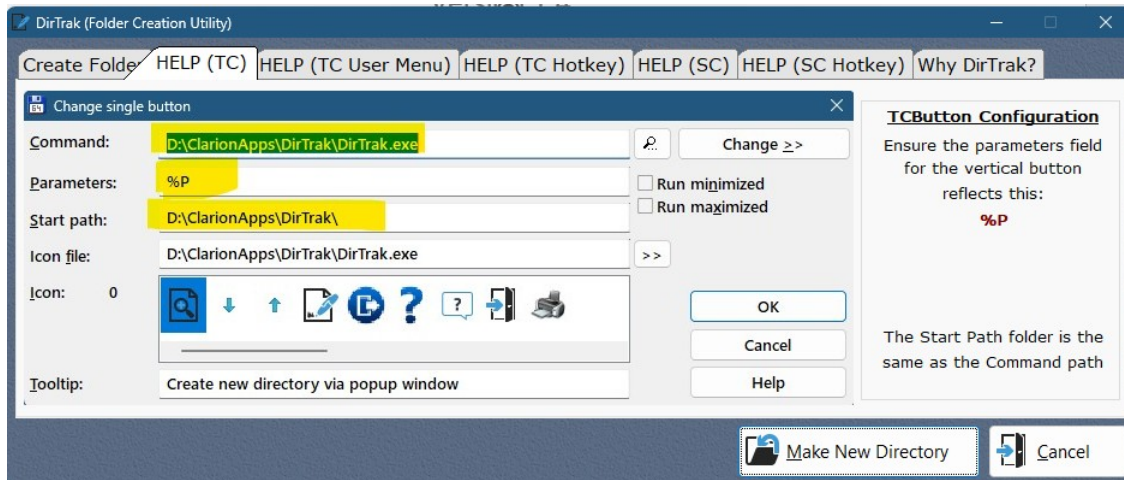 DirTrak (Folder Creation Utility)
Create Folder
HELP (TC)
HELP (TC User Menu)
HELP (TC Hotkey)
HELP (SC)
HELP (SC Hotkey)
Why DirTrak?
Change single button
Command:
D:\ClarionApps\DirTrak\DirTrak.exe
Change >>
Parameters:
%P
Run minimized
Run maximized
Start path:
D:\ClarionApps\DirTrak\
Icon file:
D:\ClarionApps\DirTrak\DirTrak.exe
>>
Icon: 0
OK
Cancel
Tooltip:
Create new directory via popup window
Help
TCButton Configuration
Ensure the parameters field
for the vertical button
reflects this:
%P
The Start Path folder is the
same as the Command path
Make New Directory
Cancel